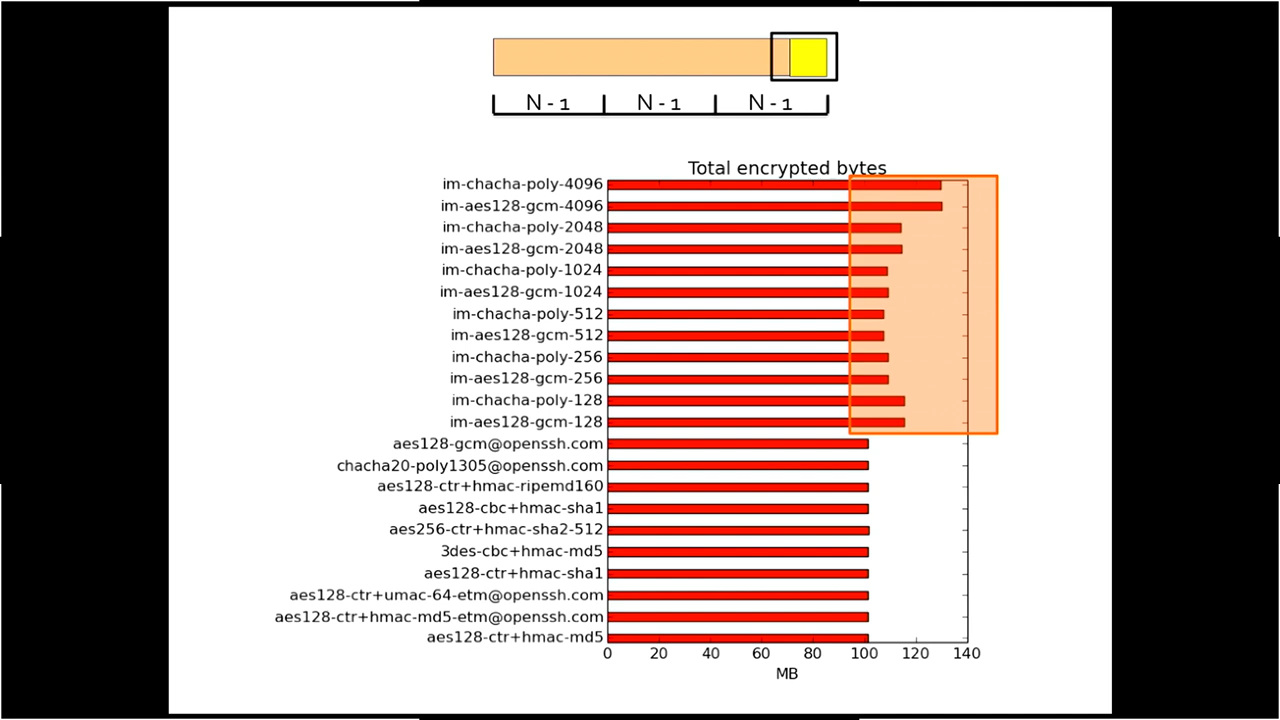 N - 1 N - 1 N - 1
Total encrypted bytes
im-chacha-poly-4096
im-aes128-gcm-4096
im-chacha-poly-2048
im-aes128-gcm-2048
im-chacha-poly-1024
im-aes128-gcm-1024
im-chacha-poly-512
im-aes128-gcm-512
im-chacha-poly-256
im-aes128-gcm-256
im-chacha-poly-128
im-aes128-gcm-128
aes128-gcm@openssh.com
chacha20-poly1305@openssh.com
aes128-ctr+hmac-ripemd160
aes128-cbc+hmac-sha1
aes256-ctr+hmac-sha2-512
3des-cbc+hmac-md5
aes128-ctr+hmac-sha1
aes128-ctr+umac-64-etm@openssh.com
aes128-ctr+hmac-md5-etm@openssh.com
aes128-ctr+hmac-md5
0 20 40 60 80 100 120 140
MB